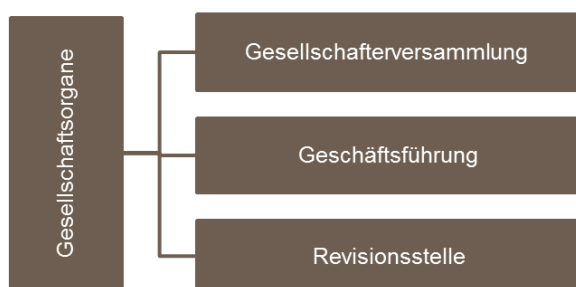 Gesellschaftsorgane
Gesellschafterversammlung
Geschäftsführung
Revisionsstelle